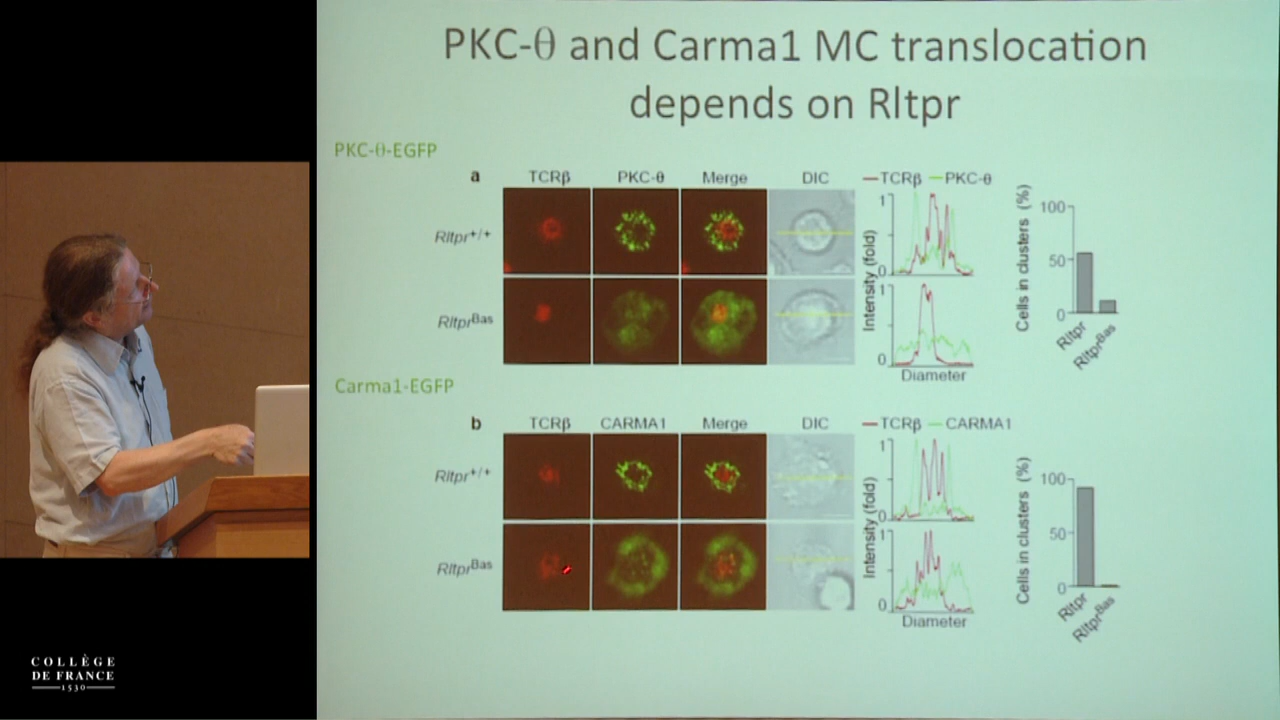 PKC-θ and Carma1 MC translocation
depends on Rltpr
PKC-θ-EGFP
a
TCRβ PKC-θ Merge DIC
Rltpr+/+
RltprBas
TCRβ PKC-θ
1
0
1
0
Intensity (fold)
Diameter
Cells in clusters (%)
100
50
0
Rltpr
RltprBas
Carma1-EGFP
b
TCRβ CARMA1 Merge DIC
Rltpr+/+
RltprBas
TCRβ CARMA1
1
0
1
0
Intensity (fold)
Diameter
Cells in clusters (%)
100
50
0
Rltpr
RltprBas
COLLÈGE
DE FRANCE
1530